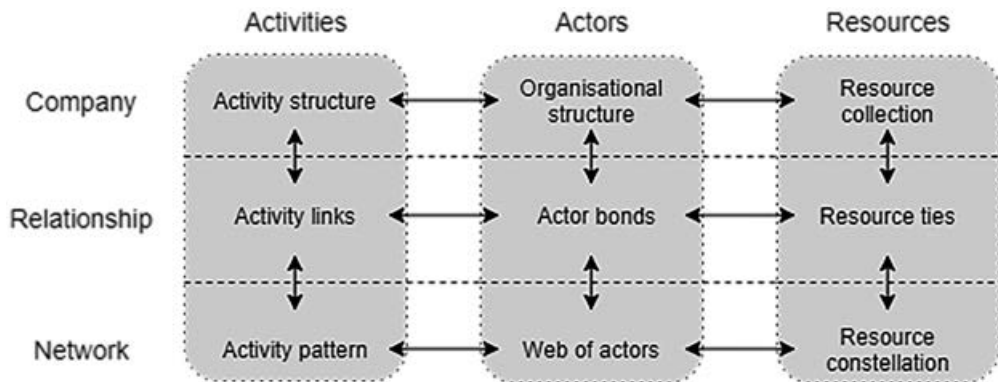 Activities Actors Resources
Company Activity structure Organisational structure Resource collection
Relationship Activity links Actor bonds Resource ties
Network Activity pattern Web of actors Resource constellation